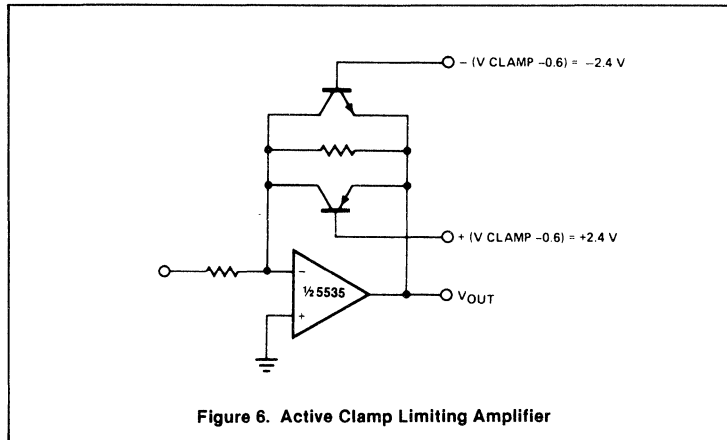 − (V CLAMP −0.6) = −2.4 V
+ (V CLAMP −0.6) = +2.4 V
−
½ 5535
+
VOUT
Figure 6. Active Clamp Limiting Amplifier